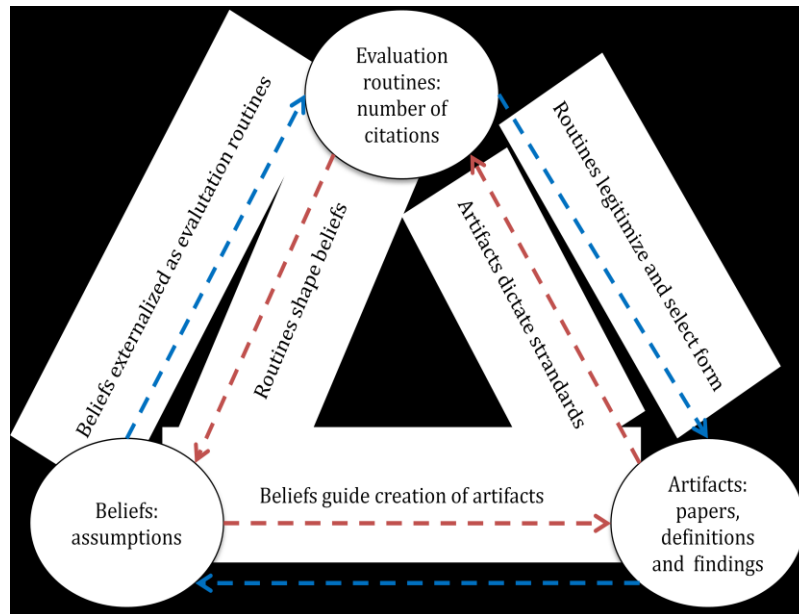 Evaluation
routines:
number of
citations
Beliefs externalized as evalutation routines
Routines shape beliefs
Artifacts dictate strandards
Routines legitimize and select form
Beliefs:
assumptions
Beliefs guide creation of artifacts
Artifacts:
papers,
definitions
and findings